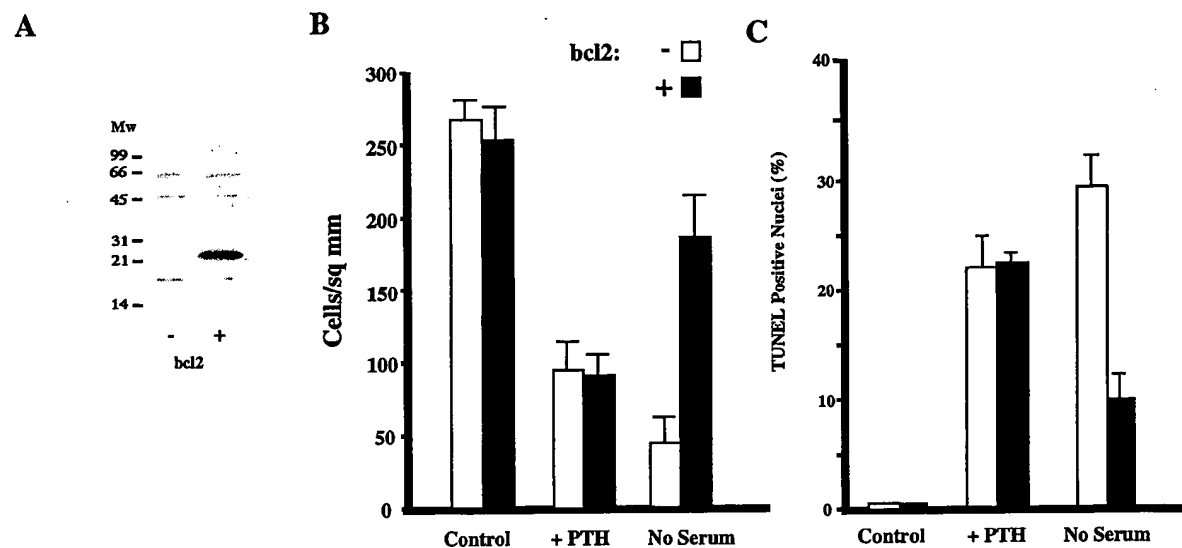 A
Mw
99 –
66 –
45 –
31 –
21 –
14 –
- +
bcl2
B
bcl2: -
+
Cells/sq mm
300
250
200
150
100
50
0
Control + PTH No Serum
C
TUNEL Positive Nuclei (%)
40
30
20
10
0
Control + PTH No Serum